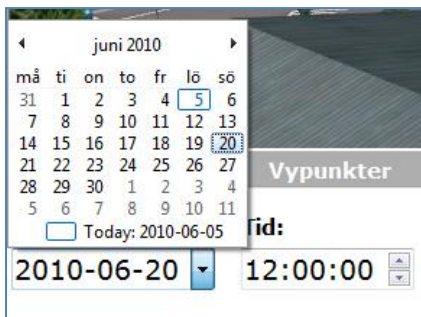 juni 2010
må ti on to fr lö sö
31 1 2 3 4 5 6
7 8 9 10 11 12 13
14 15 16 17 18 19 20
21 22 23 24 25 26 27
28 29 30 1 2 3 4
5 6 7 8 9 10 11
Today: 2010-06-05
Vypunkter
Tid:
2010-06-20 12:00:00